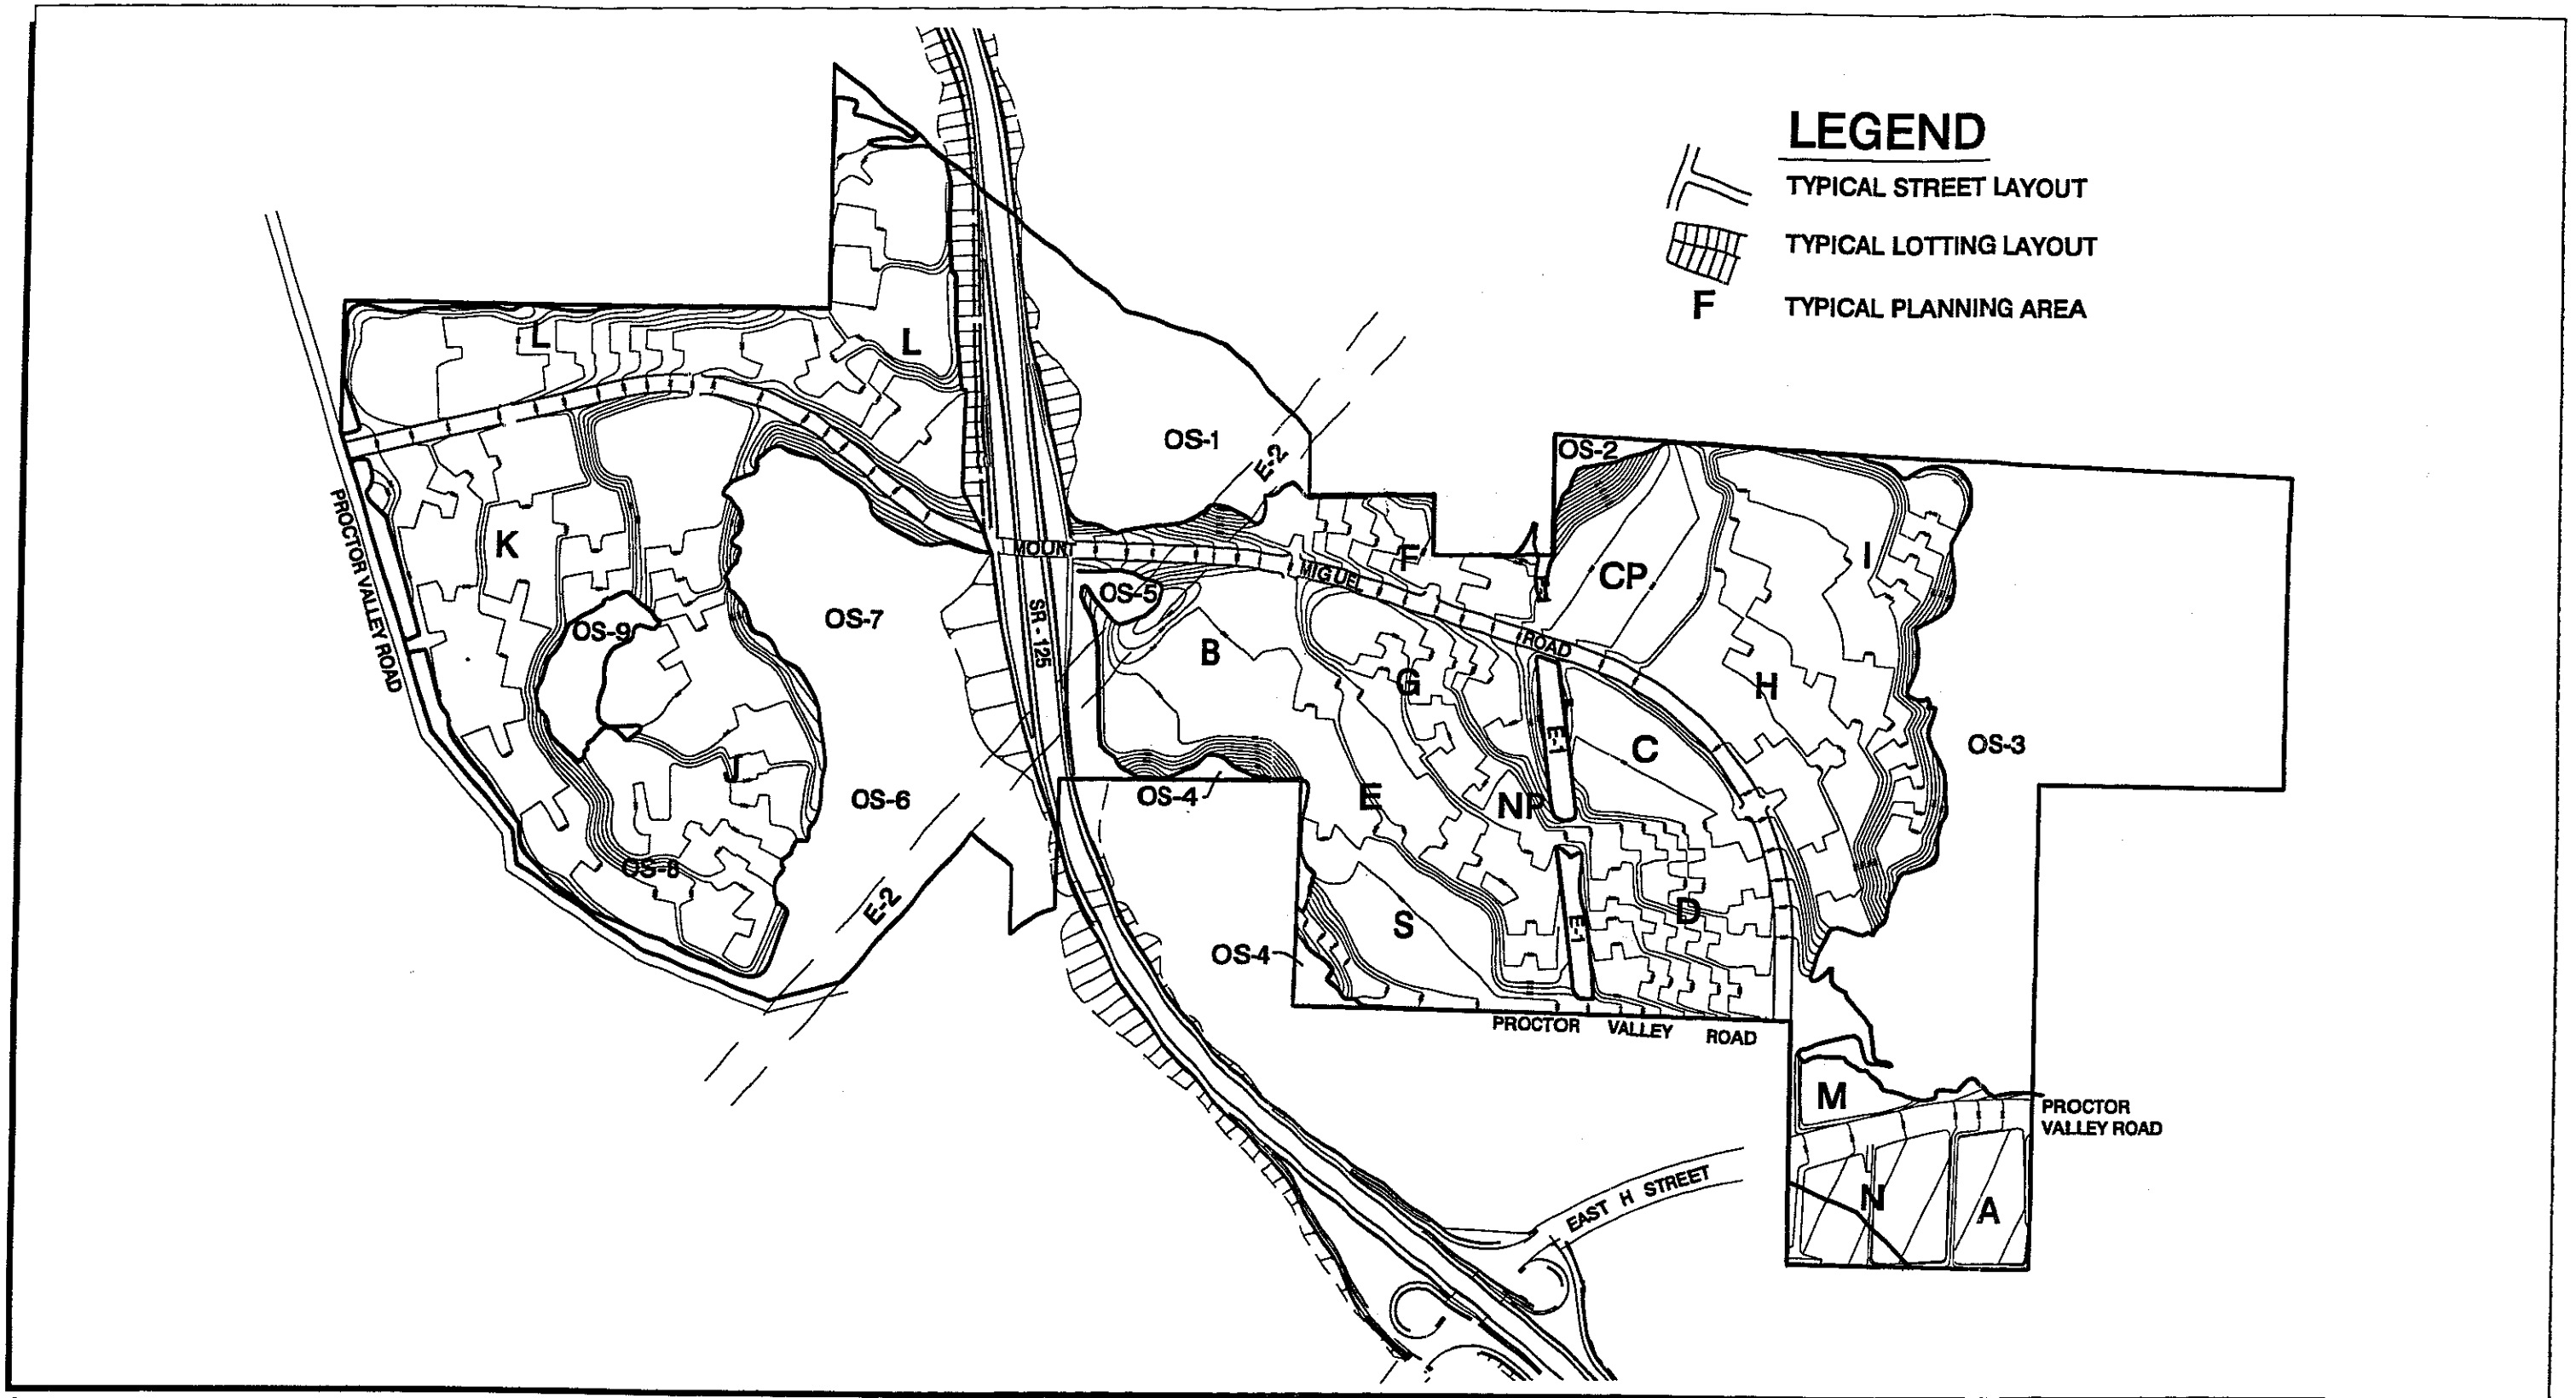 LEGEND
TYPICAL STREET LAYOUT
TYPICAL LOTTING LAYOUT
F
TYPICAL PLANNING AREA
L
L
OS-1
E-2
OS-2
PROCTOR VALLEY ROAD
K
MOUNT
MIGUEL
ROAD
F
CP
I
OS-9
OS-7
SR - 125
OS-5
B
G
H
E-1
C
OS-3
J
OS-6
OS-4
E
NP
OS-8
E-2
S
E-1
D
OS-4
PROCTOR VALLEY ROAD
M
PROCTOR
VALLEY ROAD
EAST H STREET
N
A